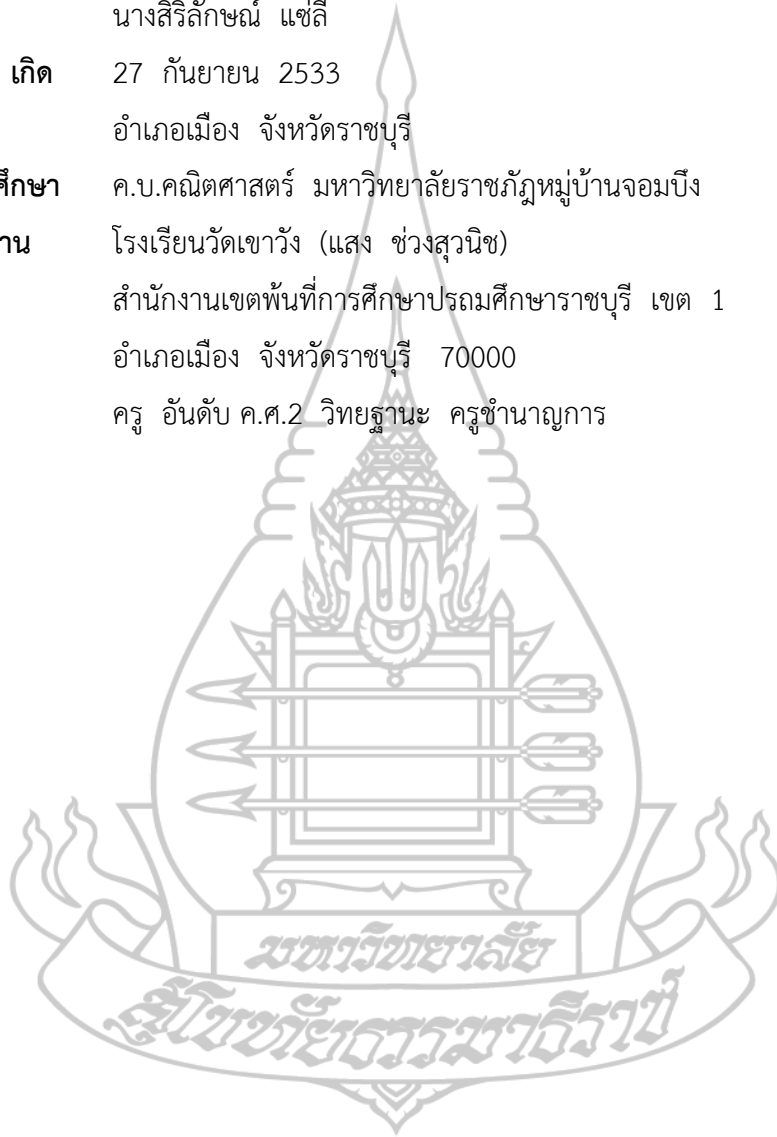 นางสิริลักษณ์ แซ่ลี
เกิด 27 กันยายน 2533
อำเภอเมือง จังหวัดราชบุรี
ศึกษา ค.บ.คณิตศาสตร์ มหาวิทยาลัยราชภัฏหมู่บ้านจอมบึง
าน โรงเรียนวัดเขาวัง (แสง ช่วงสุวนิช)
สำนักงานเขตพ้นที่การศึกษาปรถมศึกษาราชบุรี เขต 1
อำเภอเมือง จังหวัดราชบุรี 70000
ครู อันดับ ค.ศ.2 วิทยฐานะ ครูชำนาญการ
มหาวิทยาลัย
สุโขทัยธรรมาธิราช